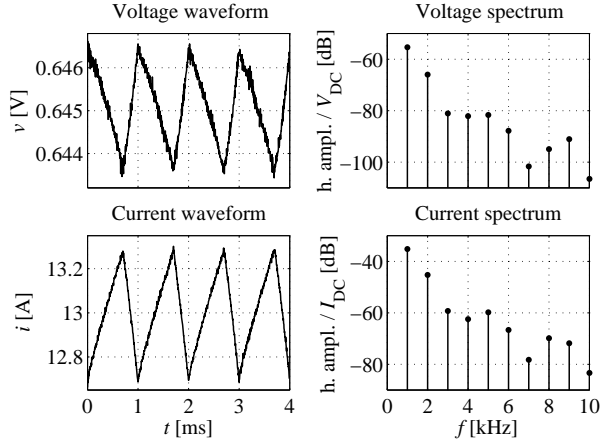 Voltage waveform
0.646
0.645
0.644
v [V]
Voltage spectrum
−60
−80
−100
h. ampl. / V_DC [dB]
Current waveform
13.2
13
12.8
i [A]
0 1 2 3 4
t [ms]
Current spectrum
−40
−60
−80
h. ampl. / I_DC [dB]
0 2 4 6 8 10
f [kHz]